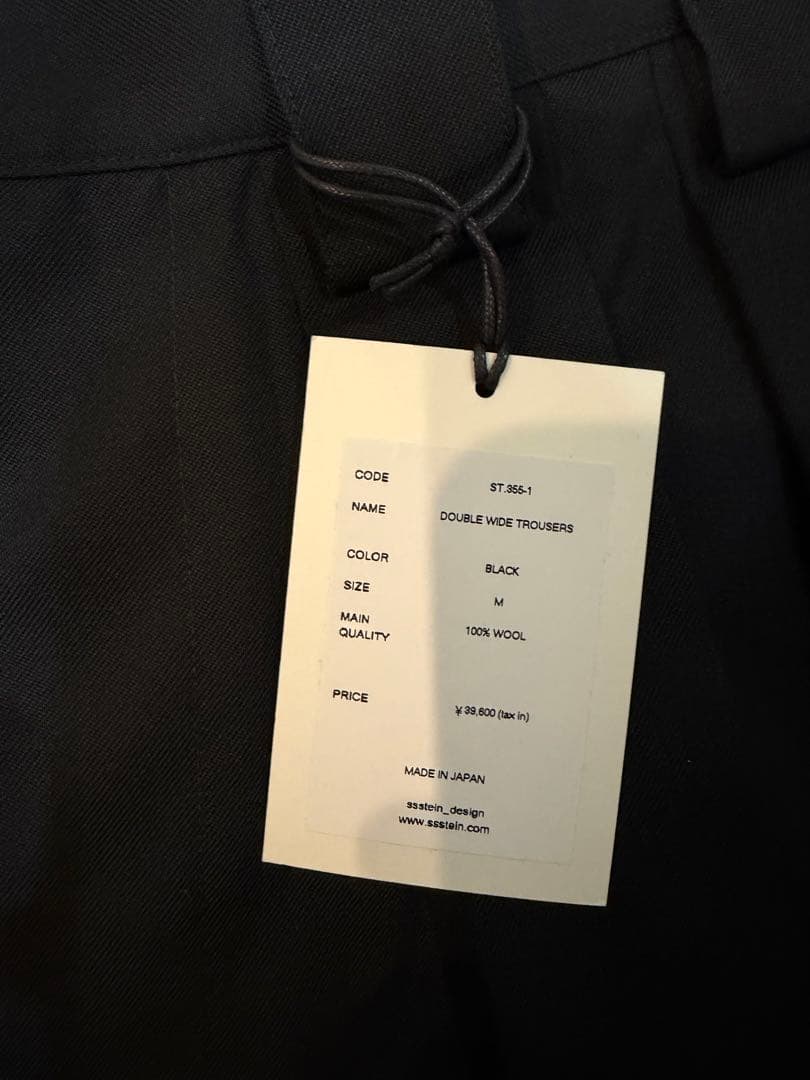 CODE ST.355-1
NAME DOUBLE WIDE TROUSERS
COLOR BLACK
SIZE M
MAIN
QUALITY 100% WOOL
PRICE ¥39,600 (tax in)
MADE IN JAPAN
ssstein_design
www.ssstein.com